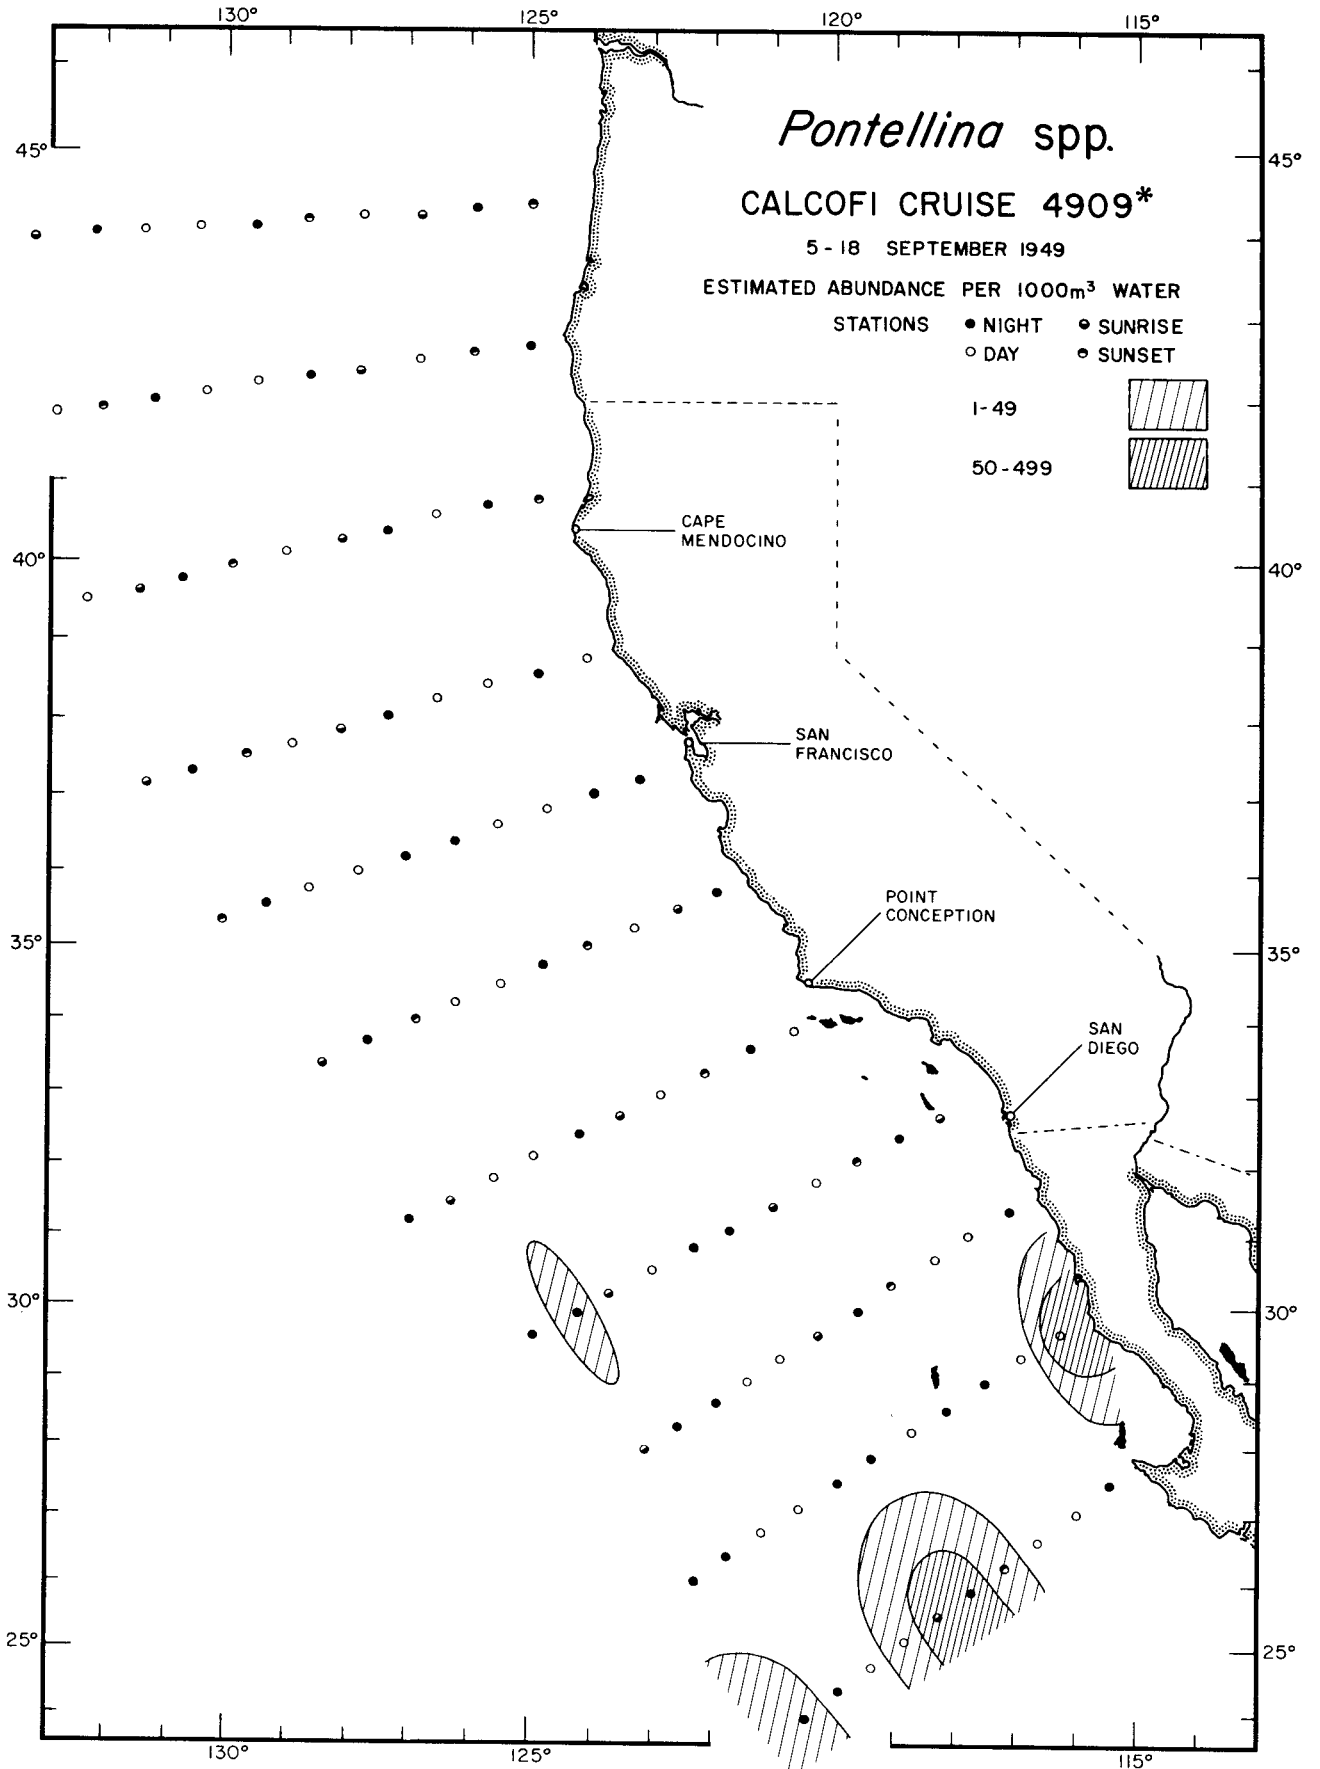 130° 125° 120° 115°
Pontellina spp.
45° 45°
CALCOFI CRUISE 4909*
5-18 SEPTEMBER 1949
ESTIMATED ABUNDANCE PER 1000m³ WATER
STATIONS ● NIGHT ◒ SUNRISE
○ DAY ◓ SUNSET
1-49
50-499
CAPE
MENDOCINO
40° 40°
SAN
FRANCISCO
POINT
CONCEPTION
35° 35°
SAN
DIEGO
30° 30°
25° 25°
130° 125° 115°